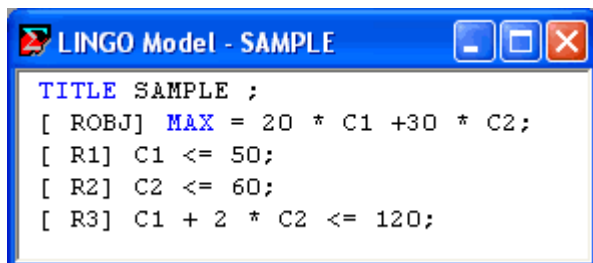 LINGO Model - SAMPLE
TITLE SAMPLE ;
[ ROBJ] MAX = 20 * C1 +30 * C2;
[ R1] C1 <= 50;
[ R2] C2 <= 60;
[ R3] C1 + 2 * C2 <= 120;